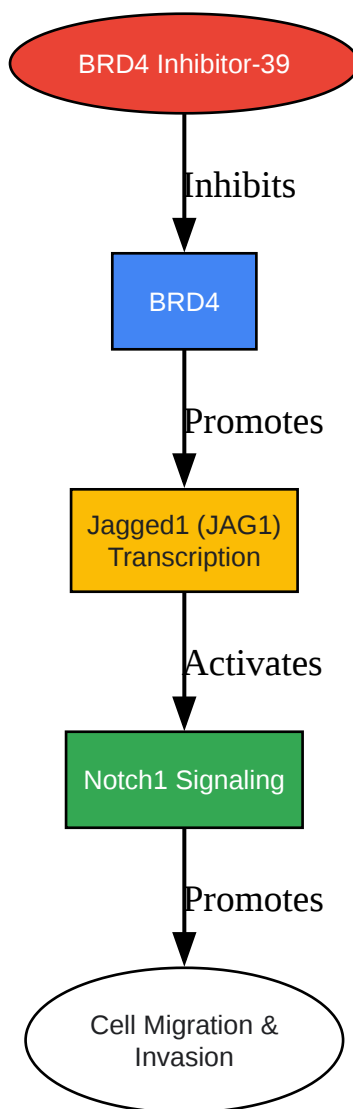 BRD4 Inhibitor-39
Inhibits
BRD4
Promotes
Jagged1 (JAG1)
Transcription
Activates
Notch1 Signaling
Promotes
Cell Migration &
Invasion